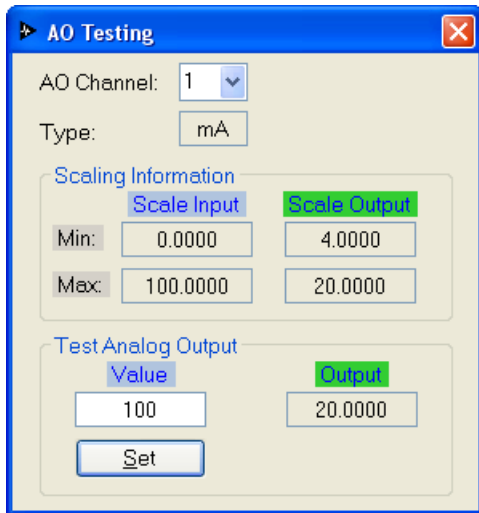 AO Testing
AO Channel: 1
Type: mA
Scaling Information
Scale Input Scale Output
Min: 0.0000 4.0000
Max: 100.0000 20.0000
Test Analog Output
Value Output
100 20.0000
Set